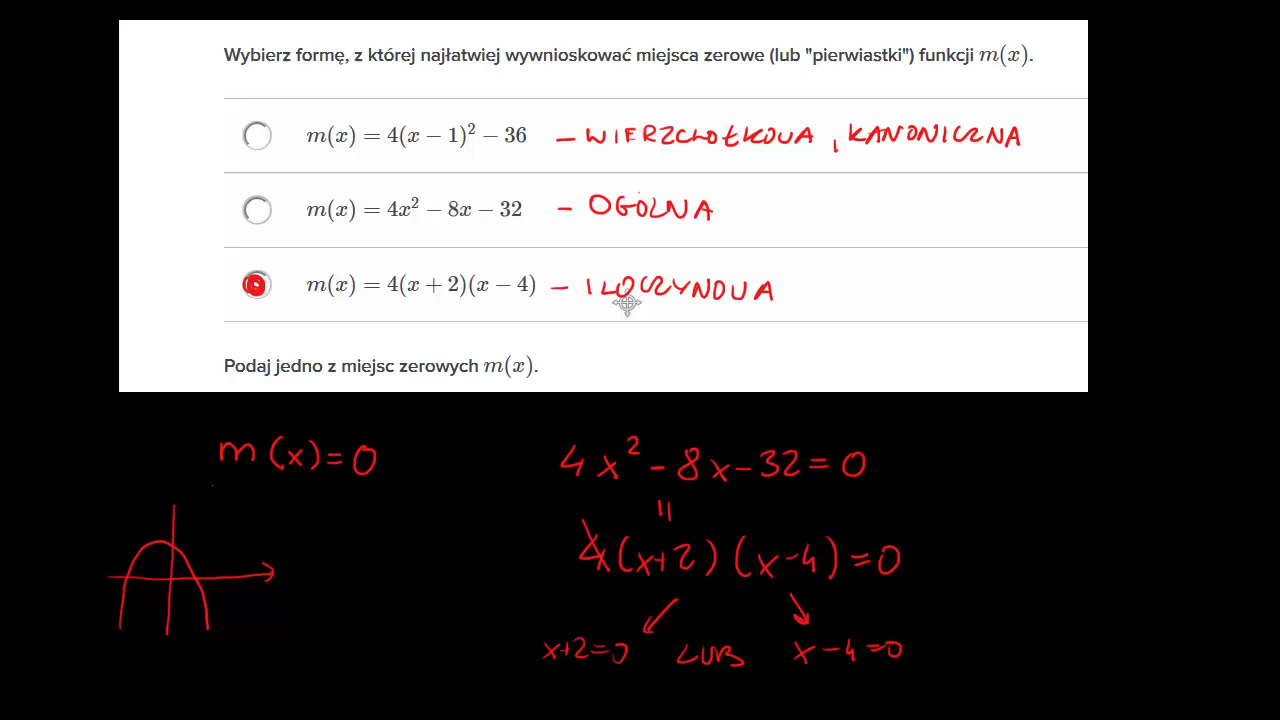 Wybierz formę, z której najłatwiej wywnioskować miejsca zerowe (lub "pierwiastki") funkcji m(x).
m(x) = 4(x − 1)² − 36 – WIERZCHOŁKOWA, KANONICZNA
m(x) = 4x² − 8x − 32 – OGÓLNA
m(x) = 4(x + 2)(x − 4) – ILOCZYNOWA
Podaj jedno z miejsc zerowych m(x).
m(x)=0
4x²-8x-32=0
=
4(x+2)(x-4)=0
x+2=0 LUB x-4=0